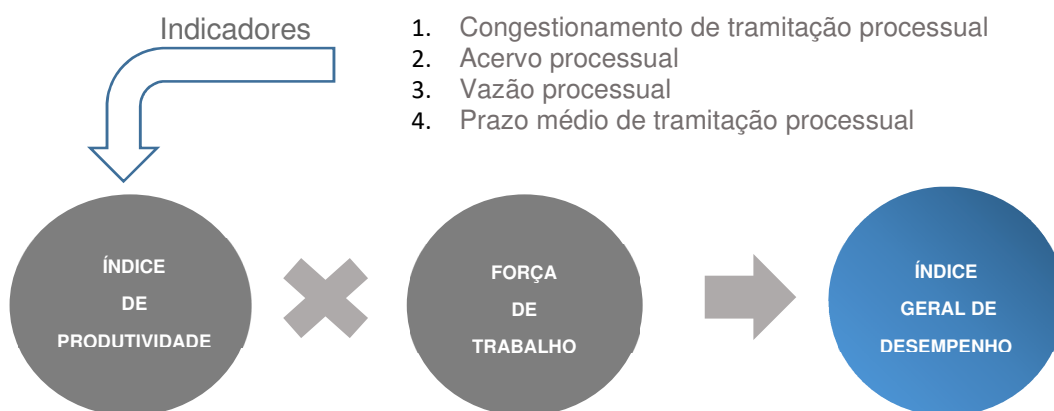 Indicadores
1. Congestionamento de tramitação processual
2. Acervo processual
3. Vazão processual
4. Prazo médio de tramitação processual
ÍNDICE
DE
PRODUTIVIDADE
FORÇA
DE
TRABALHO
ÍNDICE
GERAL DE
DESEMPENHO